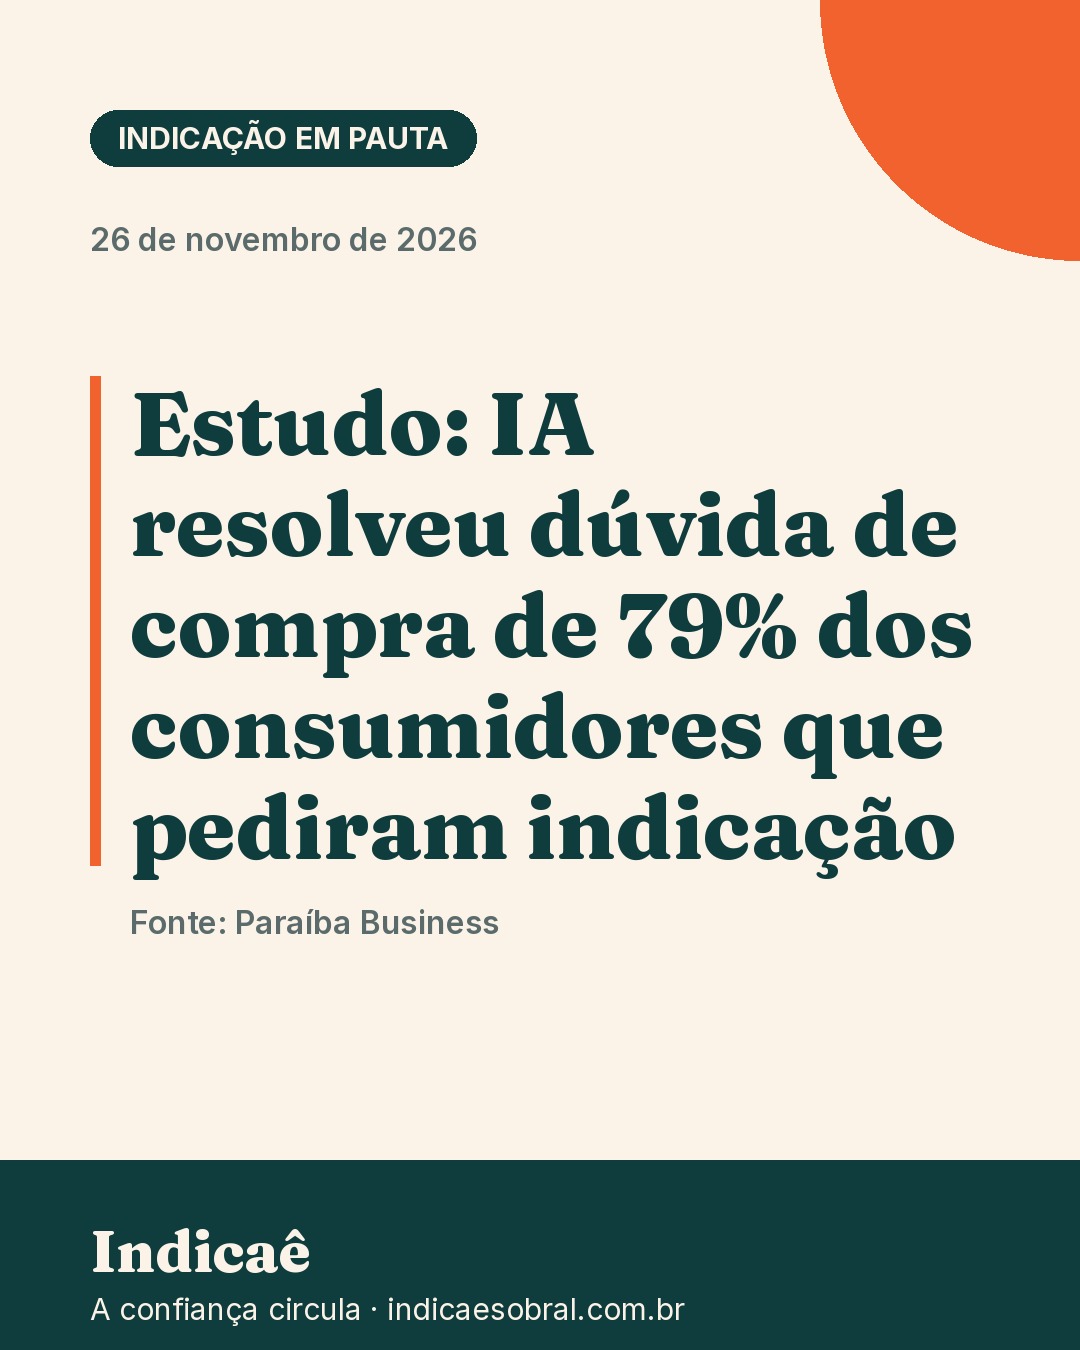 INDICAÇÃO EM PAUTA
26 de novembro de 2026
Estudo: IA
resolveu dúvida de
compra de 79% dos
consumidores que
pediram indicação
Fonte: Paraíba Business
Indicaê
A confiança circula · indicaesobral.com.br